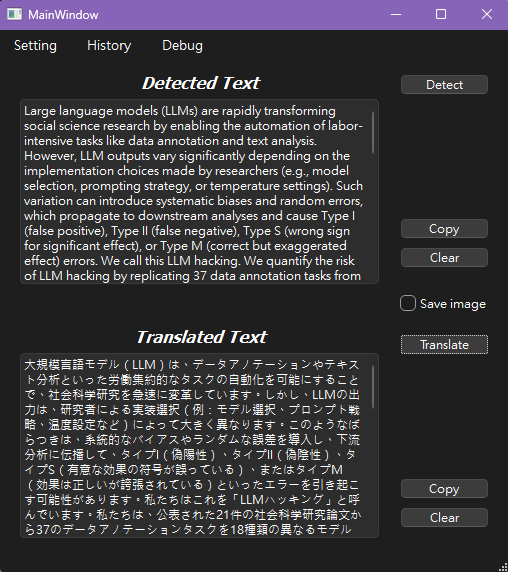 MainWindow
Setting
History
Debug
Detected Text
Detect
Large language models (LLMs) are rapidly transforming
social science research by enabling the automation of labor-
intensive tasks like data annotation and text analysis.
However, LLM outputs vary significantly depending on the
implementation choices made by researchers (e.g., model
selection, prompting strategy, or temperature settings). Such
variation can introduce systematic biases and random errors,
which propagate to downstream analyses and cause Type I
(false positive), Type II (false negative), Type S (wrong sign
for significant effect), or Type M (correct but exaggerated
effect) errors. We call this LLM hacking. We quantify the risk
of LLM hacking by replicating 37 data annotation tasks from
Copy
Clear
Save image
Translated Text
Translate
大規模言語モデル（LLM）は、データアノテーションやテキス
ト分析といった労働集約的なタスクの自動化を可能にすること
で、社会科学研究を急速に変革しています。しかし、LLMの出
力は、研究者による実装選択（例：モデル選択、プロンプト戦
略、温度設定など）によって大きく異なります。このようなば
らつきは、系統的なバイアスやランダムな誤差を導入し、下流
分析に伝播して、タイプI（偽陽性）、タイプII（偽陰性）、タ
イプS（有意な効果の符号が誤っている）、またはタイプM
（効果は正しいが誇張されている）といったエラーを引き起こ
す可能性があります。私たちはこれを「LLMハッキング」と呼
んでいます。私たちは、公表された21件の社会科学研究論文か
ら37のデータアノテーションタスクを18種類の異なるモデル
Copy
Clear